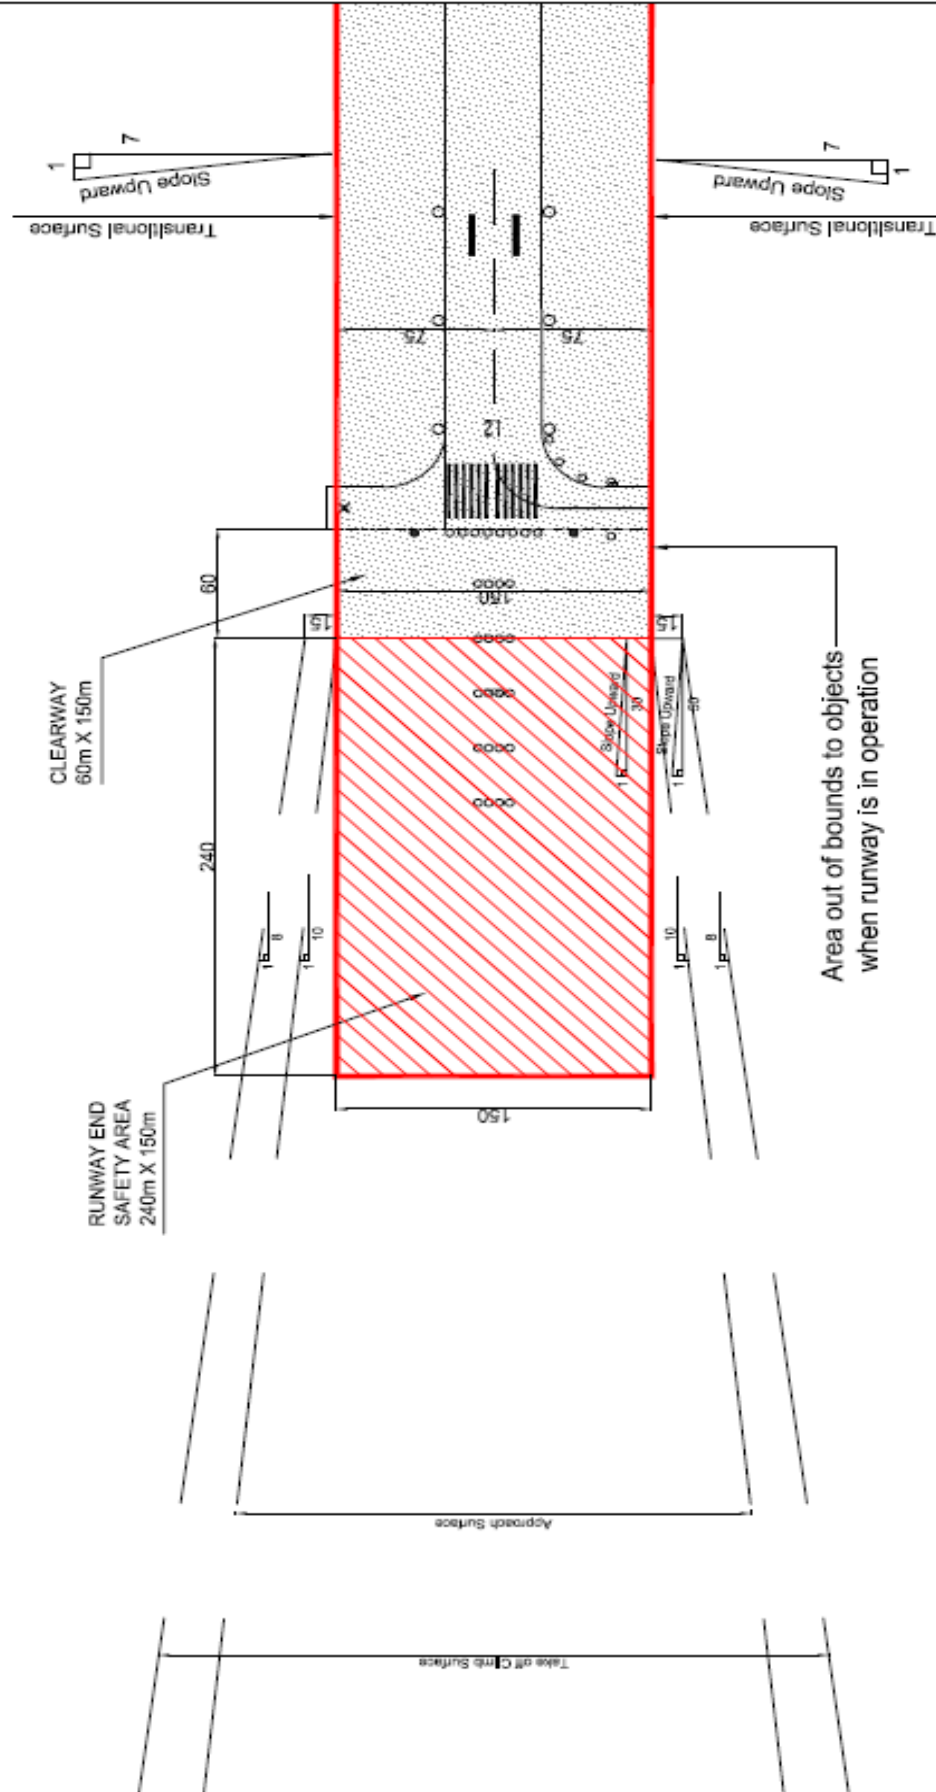 1
7
Slope Upward
Transitional Surface
7
1
Slope Upward
Transitional Surface
75
75
12
60
150
15
15
CLEARWAY
60m X 150m
Slope Upward
30
1
Slope Upward
1
240
Area out of bounds to objects
when runway is in operation
1
8
1
10
10
1
8
1
RUNWAY END
SAFETY AREA
240m X 150m
150
Approach Surface
Take off Climb Surface